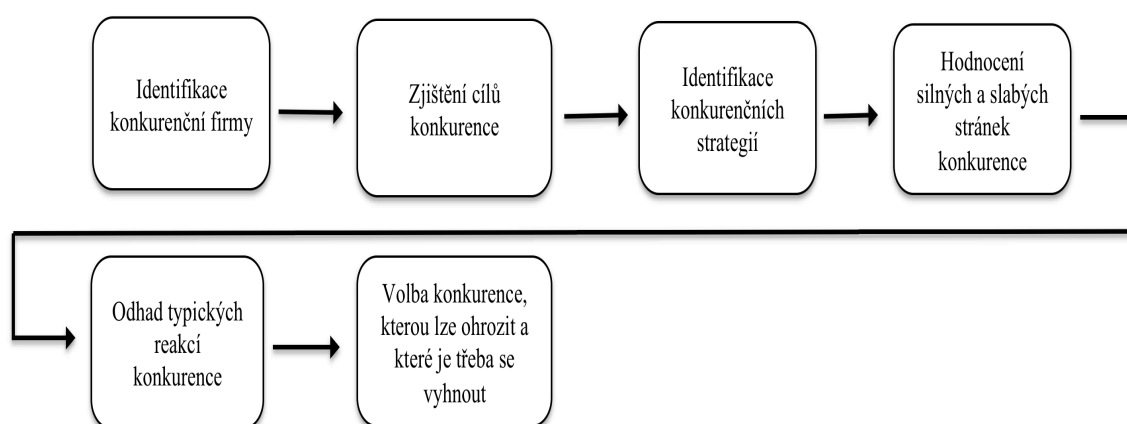 Identifikace
konkurenční firmy
Zjištění cílů
konkurence
Identifikace
konkurenčních
strategií
Hodnocení
silných a slabých
stránek
konkurence
Odhad typických
reakcí
konkurence
Volba konkurence,
kterou lze ohrozit a
které je třeba se
vyhnout